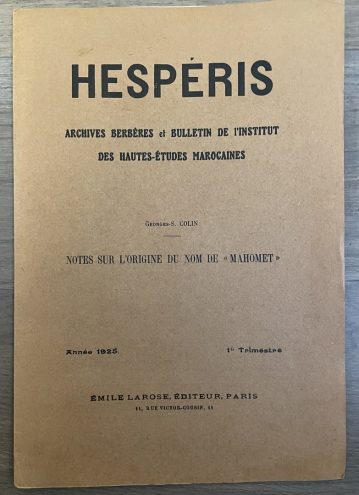 HESPÉRIS
ARCHIVES BERBÈRES et BULLETIN DE L'INSTITUT
DES HAUTES-ÉTUDES MAROCAINES
GEORGES-S. COLIN
NOTES SUR L'ORIGINE DU NOM DE « MAHOMET »
Année 1925.
1er Trimestre
ÉMILE LAROSE, ÉDITEUR, PARIS
11, RUE VICTOR-COUSIN, 11